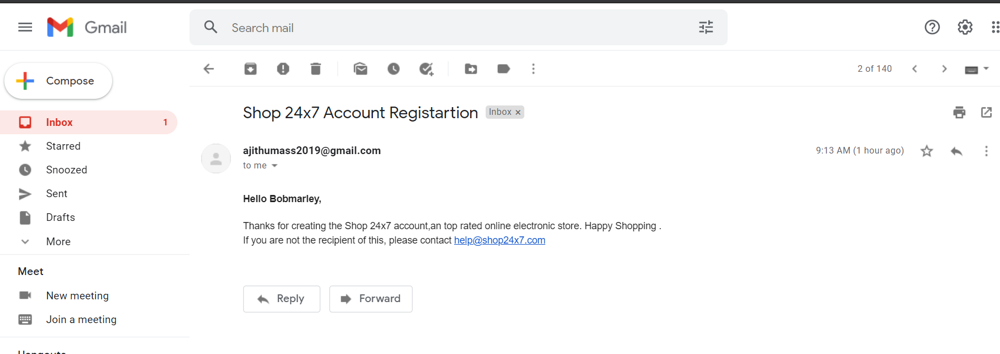 Gmail
Search mail
Compose
2 of 140
Inbox 1
Starred
Snoozed
Sent
Drafts
More
Meet
New meeting
Join a meeting
Hangouts
Shop 24x7 Account Registartion Inbox x
ajithumass2019@gmail.com 9:13 AM (1 hour ago)
to me
Hello Bobmarley,
Thanks for creating the Shop 24x7 account,an top rated online electronic store. Happy Shopping .
If you are not the recipient of this, please contact help@shop24x7.com
Reply Forward